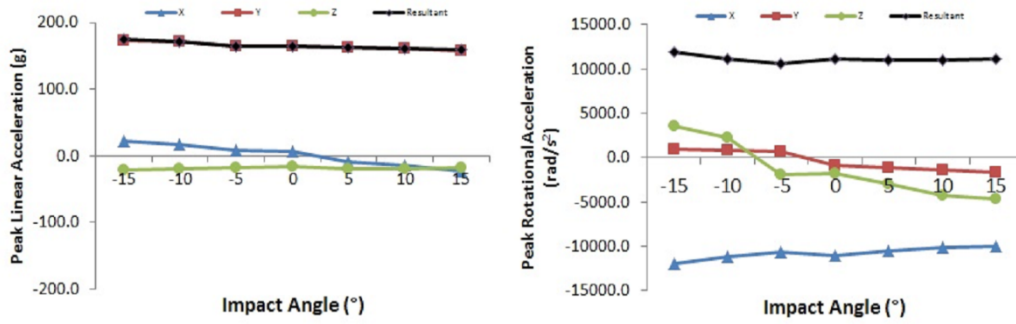 X Y Z Resultant
200.0
100.0
0.0
-100.0
-200.0
-15 -10 -5 0 5 10 15
Peak Linear Acceleration (g)
Impact Angle (°)
X Y Z Resultant
15000.0
10000.0
5000.0
0.0
-5000.0
-10000.0
-15000.0
-15 -10 -5 0 5 10 15
Peak Rotational Acceleration
(rad/s²)
Impact Angle (°)